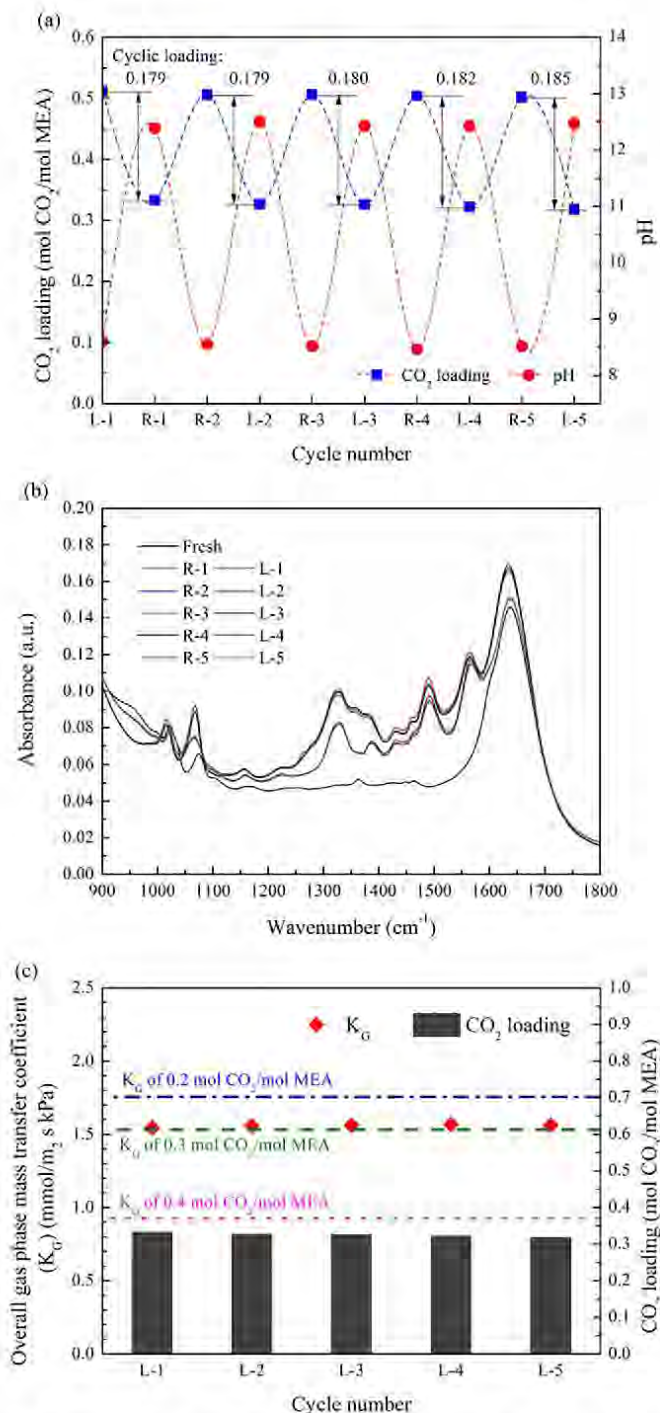 (a)
Cyclic loading:
0.179
0.179
0.180
0.182
0.185
0.6
0.5
0.4
0.3
0.2
0.1
0.0
CO₂ loading (mol CO₂/mol MEA)
14
13
12
11
10
9
8
pH
CO₂ loading
pH
L-1 R-1 R-2 L-2 R-3 L-3 R-4 L-4 R-5 L-5
Cycle number
(b)
0.20
0.18
0.16
0.14
0.12
0.10
0.08
0.06
0.04
0.02
0.00
Absorbance (a.u.)
Fresh
R-1 L-1
R-2 L-2
R-3 L-3
R-4 L-4
R-5 L-5
900 1000 1100 1200 1300 1400 1500 1600 1700 1800
Wavenumber (cm⁻¹)
(c)
2.5
2.0
1.5
1.0
0.5
0.0
Overall gas phase mass transfer coefficient
(K_G) (mmol/m₂ s kPa)
K_G
CO₂ loading
K_G of 0.2 mol CO₂/mol MEA
K_G of 0.3 mol CO₂/mol MEA
K_G of 0.4 mol CO₂/mol MEA
1.0
0.9
0.8
0.7
0.6
0.5
0.4
0.3
0.2
0.1
0.0
CO₂ loading (mol CO₂/mol MEA)
L-1 L-2 L-3 L-4 L-5
Cycle number